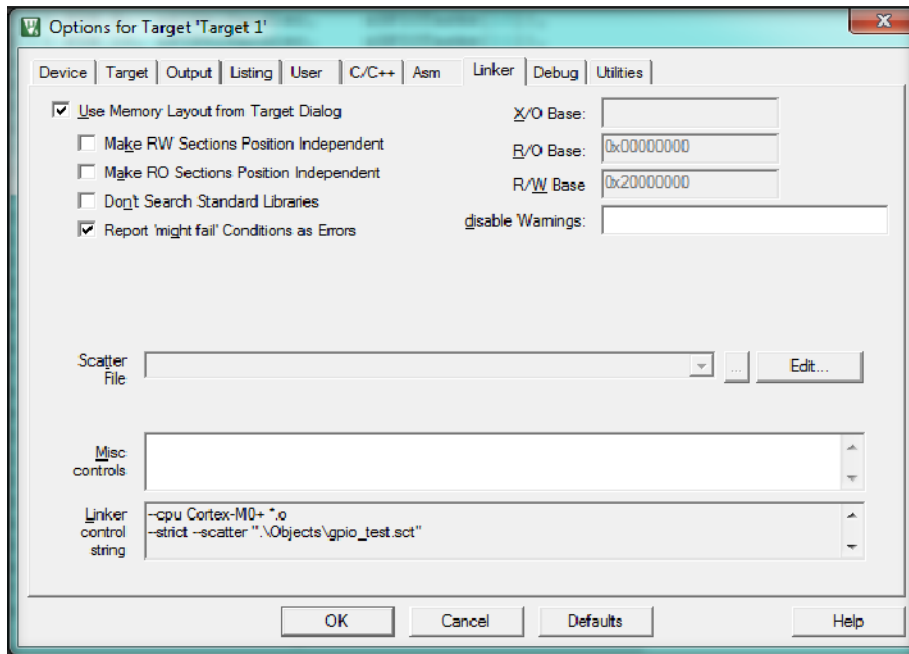 Options for Target 'Target 1'
Device Target Output Listing User C/C++ Asm Linker Debug Utilities
Use Memory Layout from Target Dialog
Make RW Sections Position Independent
Make RO Sections Position Independent
Don't Search Standard Libraries
Report 'might fail' Conditions as Errors
X/O Base:
R/O Base: 0x00000000
R/W Base 0x20000000
disable Warnings:
Scatter
File
... Edit...
Misc
controls
Linker
control
string
--cpu Cortex-M0+ *.o
--strict --scatter ".\Objects\gpio_test.sct"
OK Cancel Defaults Help